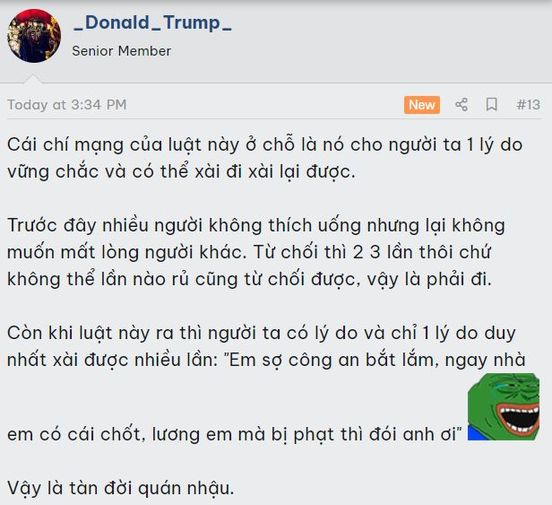 _Donald_Trump_
Senior Member
Today at 3:34 PM
New
#13
Cái chí mạng của luật này ở chỗ là nó cho người ta 1 lý do
vững chắc và có thể xài đi xài lại được.
Trước đây nhiều người không thích uống nhưng lại không
muốn mất lòng người khác. Từ chối thì 2 3 lần thôi chứ
không thể lần nào rủ cũng từ chối được, vậy là phải đi.
Còn khi luật này ra thì người ta có lý do và chỉ 1 lý do duy
nhất xài được nhiều lần: "Em sợ công an bắt lắm, ngay nhà
em có cái chốt, lương em mà bị phạt thì đói anh ơi"
Vậy là tàn đời quán nhậu.